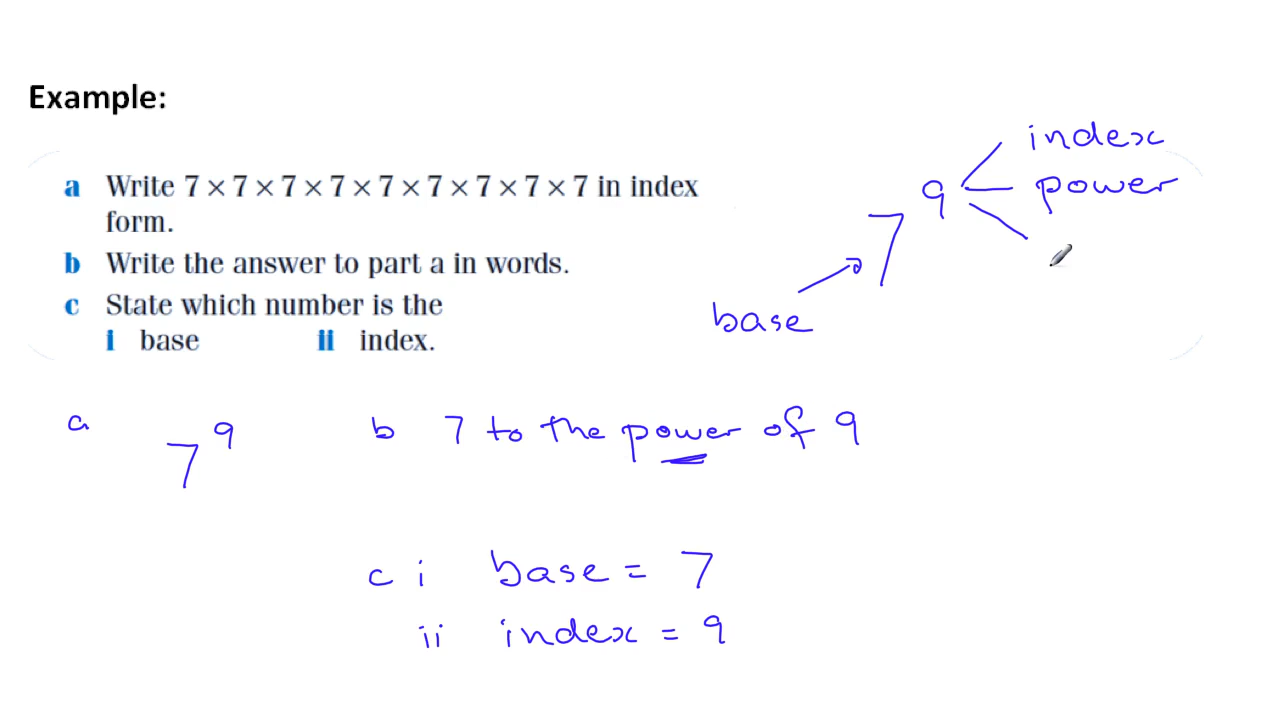 Example:
a Write 7 × 7 × 7 × 7 × 7 × 7 × 7 × 7 × 7 in index
form.
b Write the answer to part a in words.
c State which number is the
i base ii index.
index
power
7⁹
base
a 7⁹ b 7 to the power of 9
c i base = 7
ii index = 9